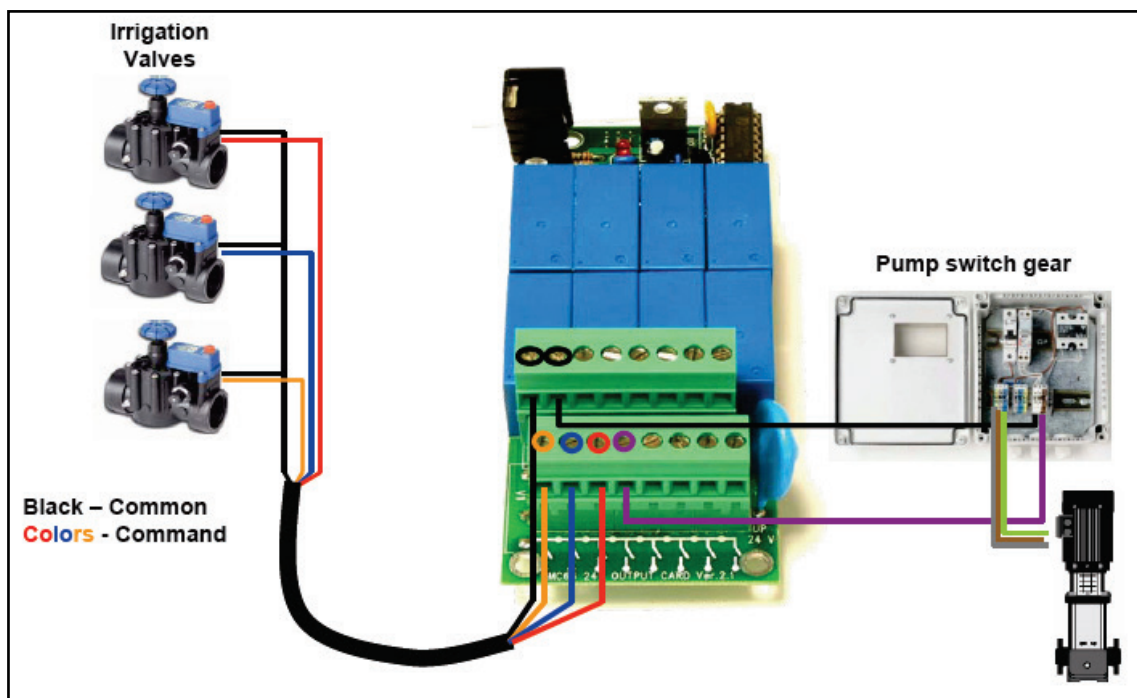 Irrigation
Valves
Pump switch gear
Black – Common
Colors - Command
24 V
OUTPUT CARD Ver.2.1